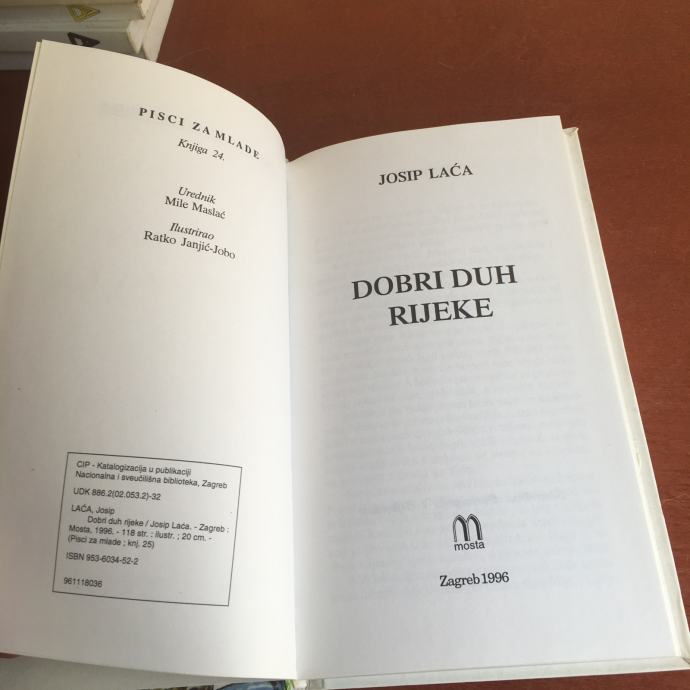 PISCI ZA MLADE
Knjiga 24.
Urednik
Mile Maslać
Ilustrirao
Ratko Janjić-Jobo
CIP - Katalogizacija u publikaciji
Nacionalna i sveučilišna biblioteka, Zagreb
UDK 886.2(02.053.2)-32
LAĆA, Josip
Dobri duh rijeke / Josip Laća. - Zagreb :
Mosta, 1996. - 118 str. : ilustr. ; 20 cm. -
(Pisci za mlade ; knj. 25)
ISBN 953-6034-52-2
961118036
JOSIP LAĆA
DOBRI DUH
RIJEKE
mosta
Zagreb 1996